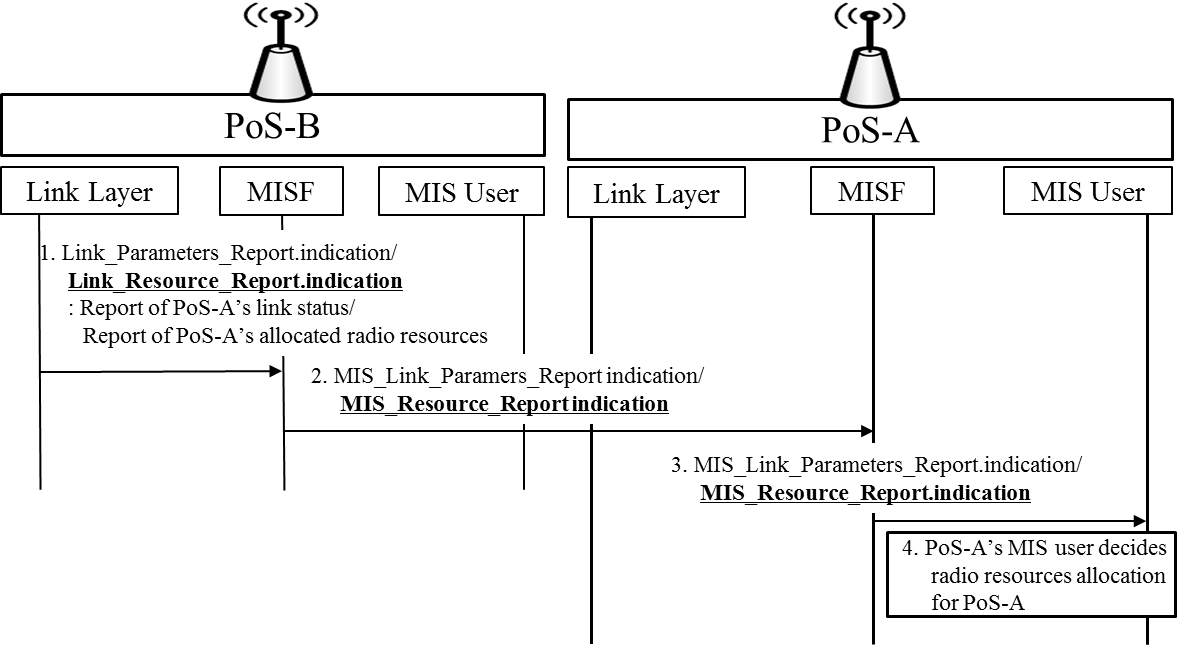 PoS-B
PoS-A
Link Layer
MISF
MIS User
Link Layer
MISF
MIS User
1. Link_Parameters_Report.indication/
Link_Resource_Report.indication
: Report of PoS-A’s link status/
Report of PoS-A’s allocated radio resources
2. MIS_Link_Paramers_Report indication/
MIS_Resource_Report indication
3. MIS_Link_Parameters_Report.indication/
MIS_Resource_Report.indication
4. PoS-A’s MIS user decides
radio resources allocation
for PoS-A